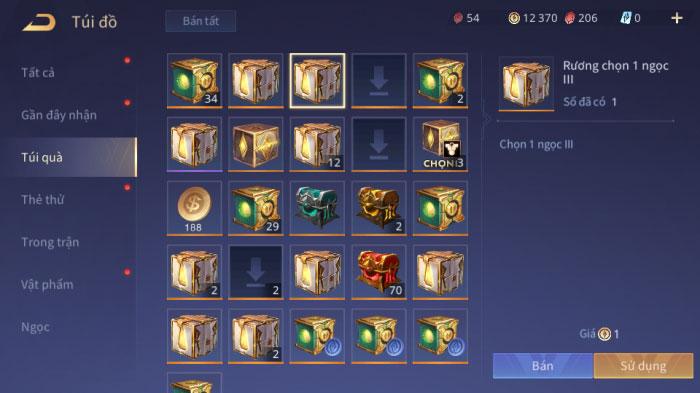 Túi đồ
Bán tất
54
12 370
206
0
Tất cả
Gần đây nhận
Túi quà
Thẻ thử
Trong trận
Vật phẩm
Ngọc
34
2
12
CHỌN 3
188
29
2
2
2
70
2
Rương chọn 1 ngọc
III
Số đã có 1
Chọn 1 ngọc III
Giá 1
Bán
Sử dụng